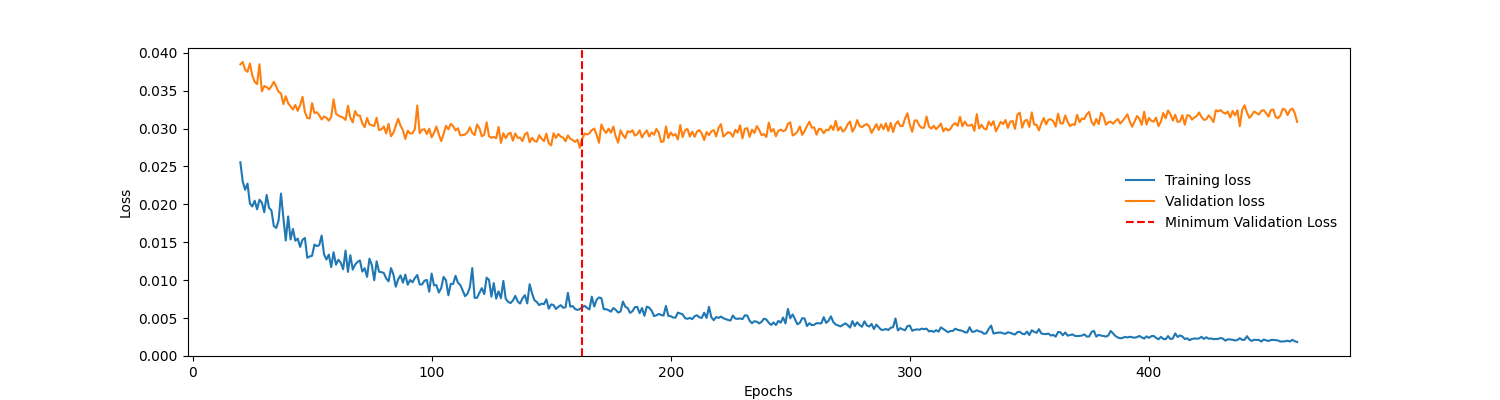 0.040
0.035
0.030
0.025
0.020
0.015
0.010
0.005
0.000
Loss
0 100 200 300 400
Epochs
Training loss
Validation loss
Minimum Validation Loss